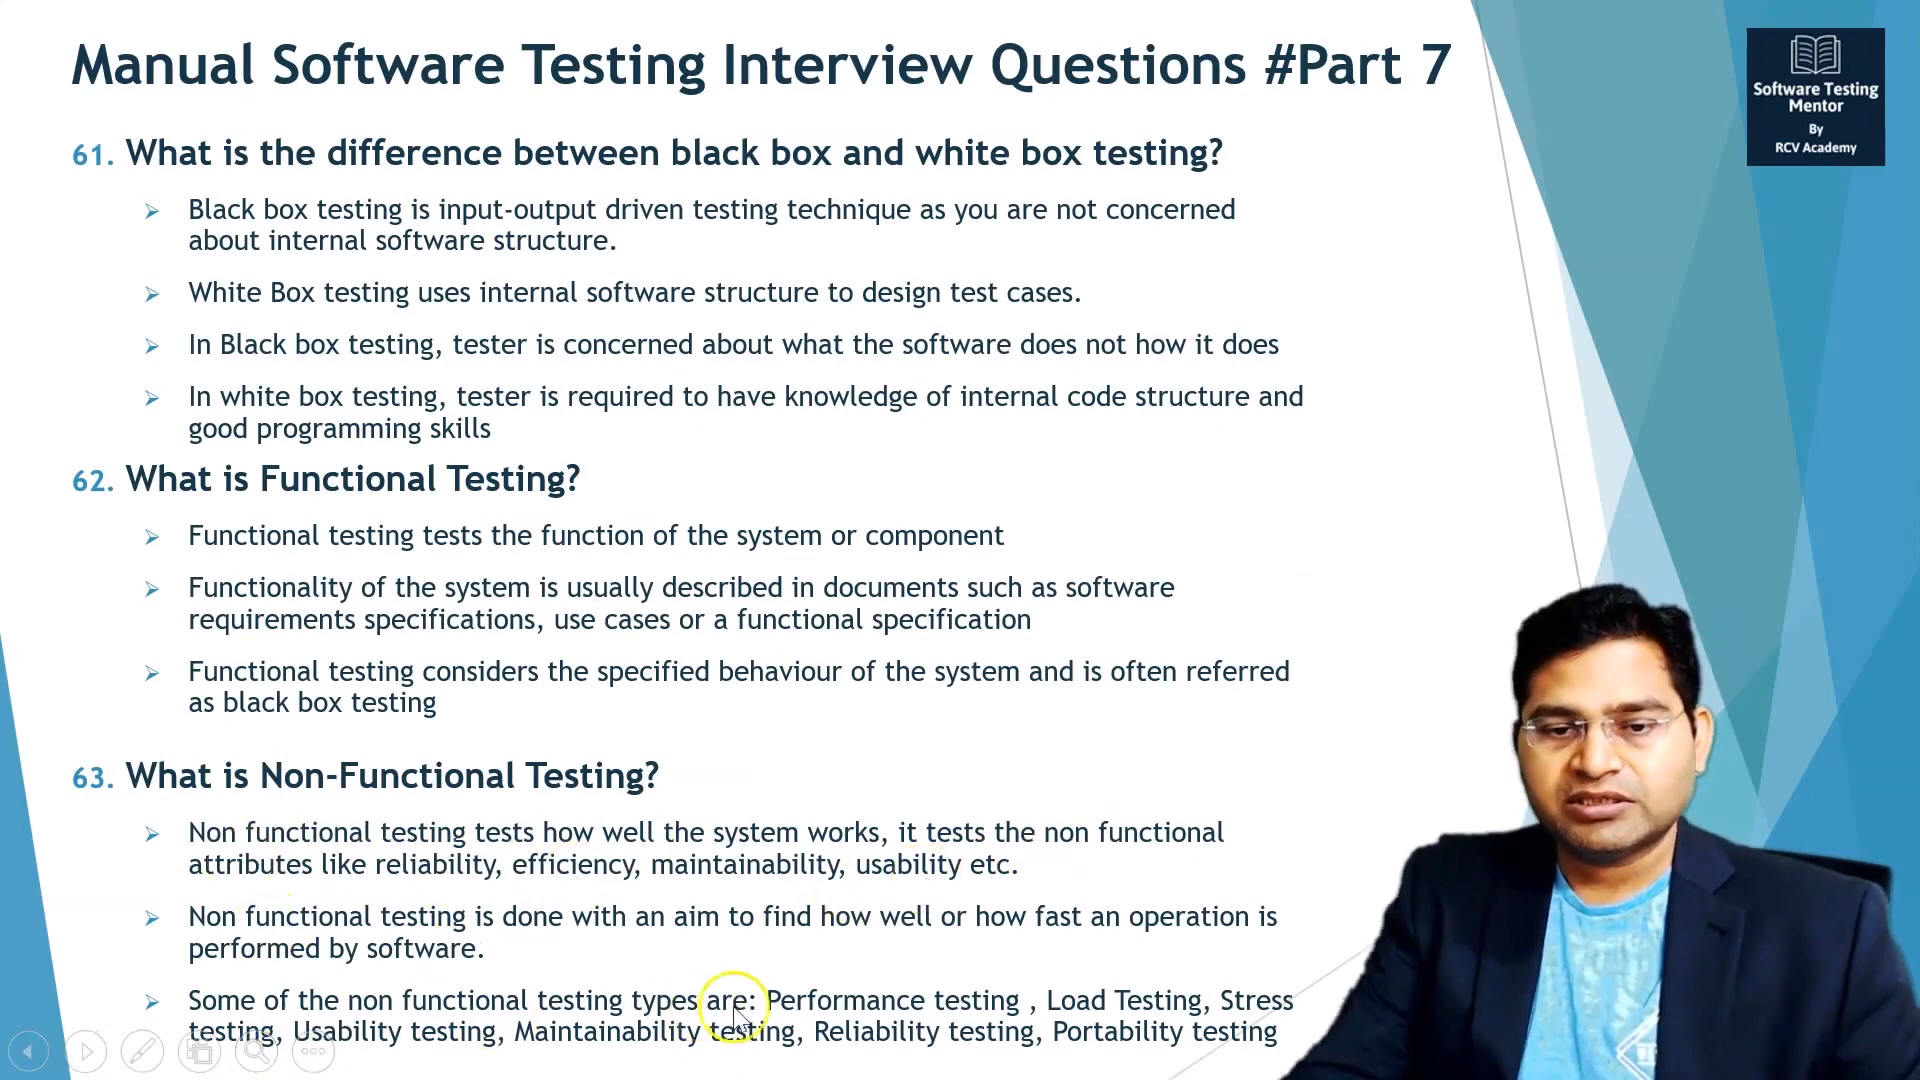 Manual Software Testing Interview Questions #Part 7
Software Testing
Mentor
By
RCV Academy
61. What is the difference between black box and white box testing?
Black box testing is input-output driven testing technique as you are not concerned
about internal software structure.
White Box testing uses internal software structure to design test cases.
In Black box testing, tester is concerned about what the software does not how it does
In white box testing, tester is required to have knowledge of internal code structure and
good programming skills
62. What is Functional Testing?
Functional testing tests the function of the system or component
Functionality of the system is usually described in documents such as software
requirements specifications, use cases or a functional specification
Functional testing considers the specified behaviour of the system and is often referred
as black box testing
63. What is Non-Functional Testing?
Non functional testing tests how well the system works, it tests the non functional
attributes like reliability, efficiency, maintainability, usability etc.
Non functional testing is done with an aim to find how well or how fast an operation is
performed by software.
Some of the non functional testing types are: Performance testing , Load Testing, Stress
testing, Usability testing, Maintainability testing, Reliability testing, Portability testing